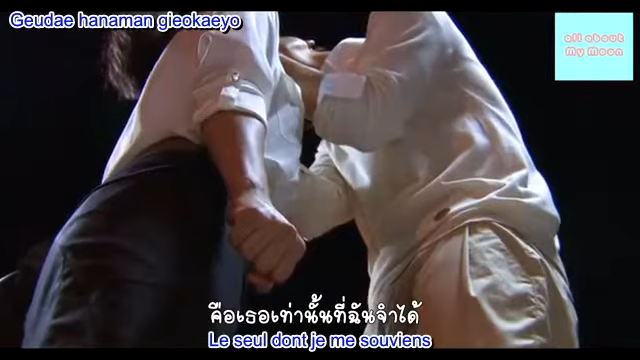 Geudae hanaman gieokaeyo
all about
My Moon
คือเธอเท่านั้นที่ฉันจำได้
Le seul dont je me souviens